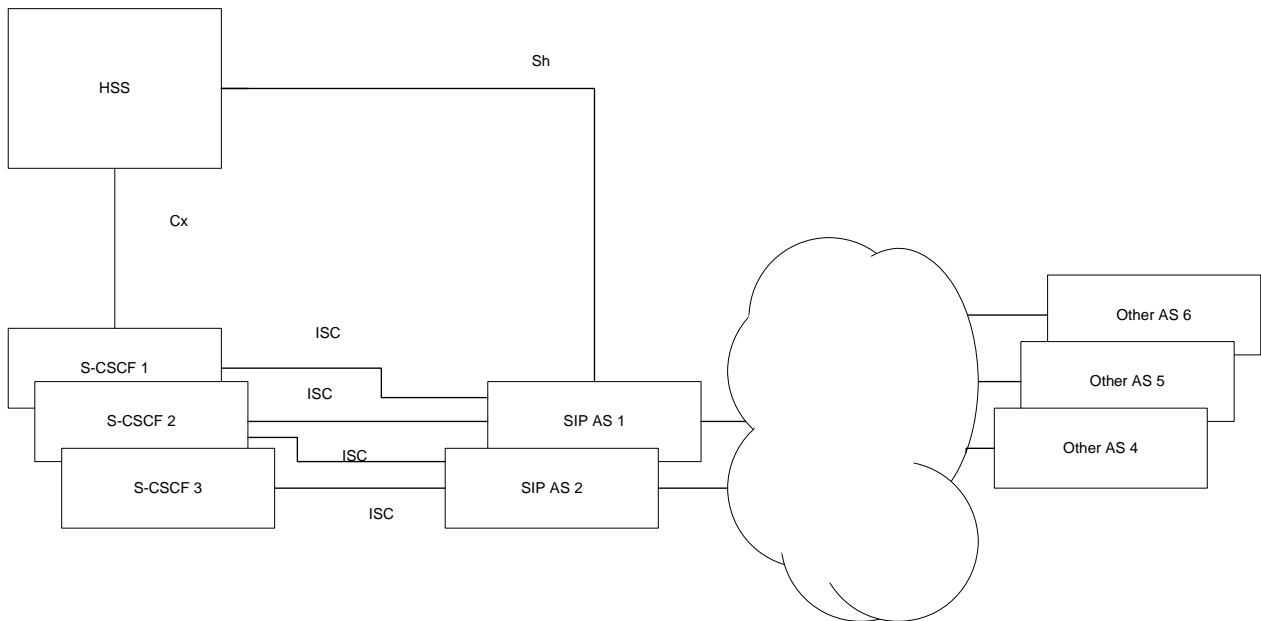 HSS
Sh
Cx
ISC
S-CSCF 1
ISC
S-CSCF 2
ISC
S-CSCF 3
ISC
SIP AS 1
SIP AS 2
Other AS 6
Other AS 5
Other AS 4